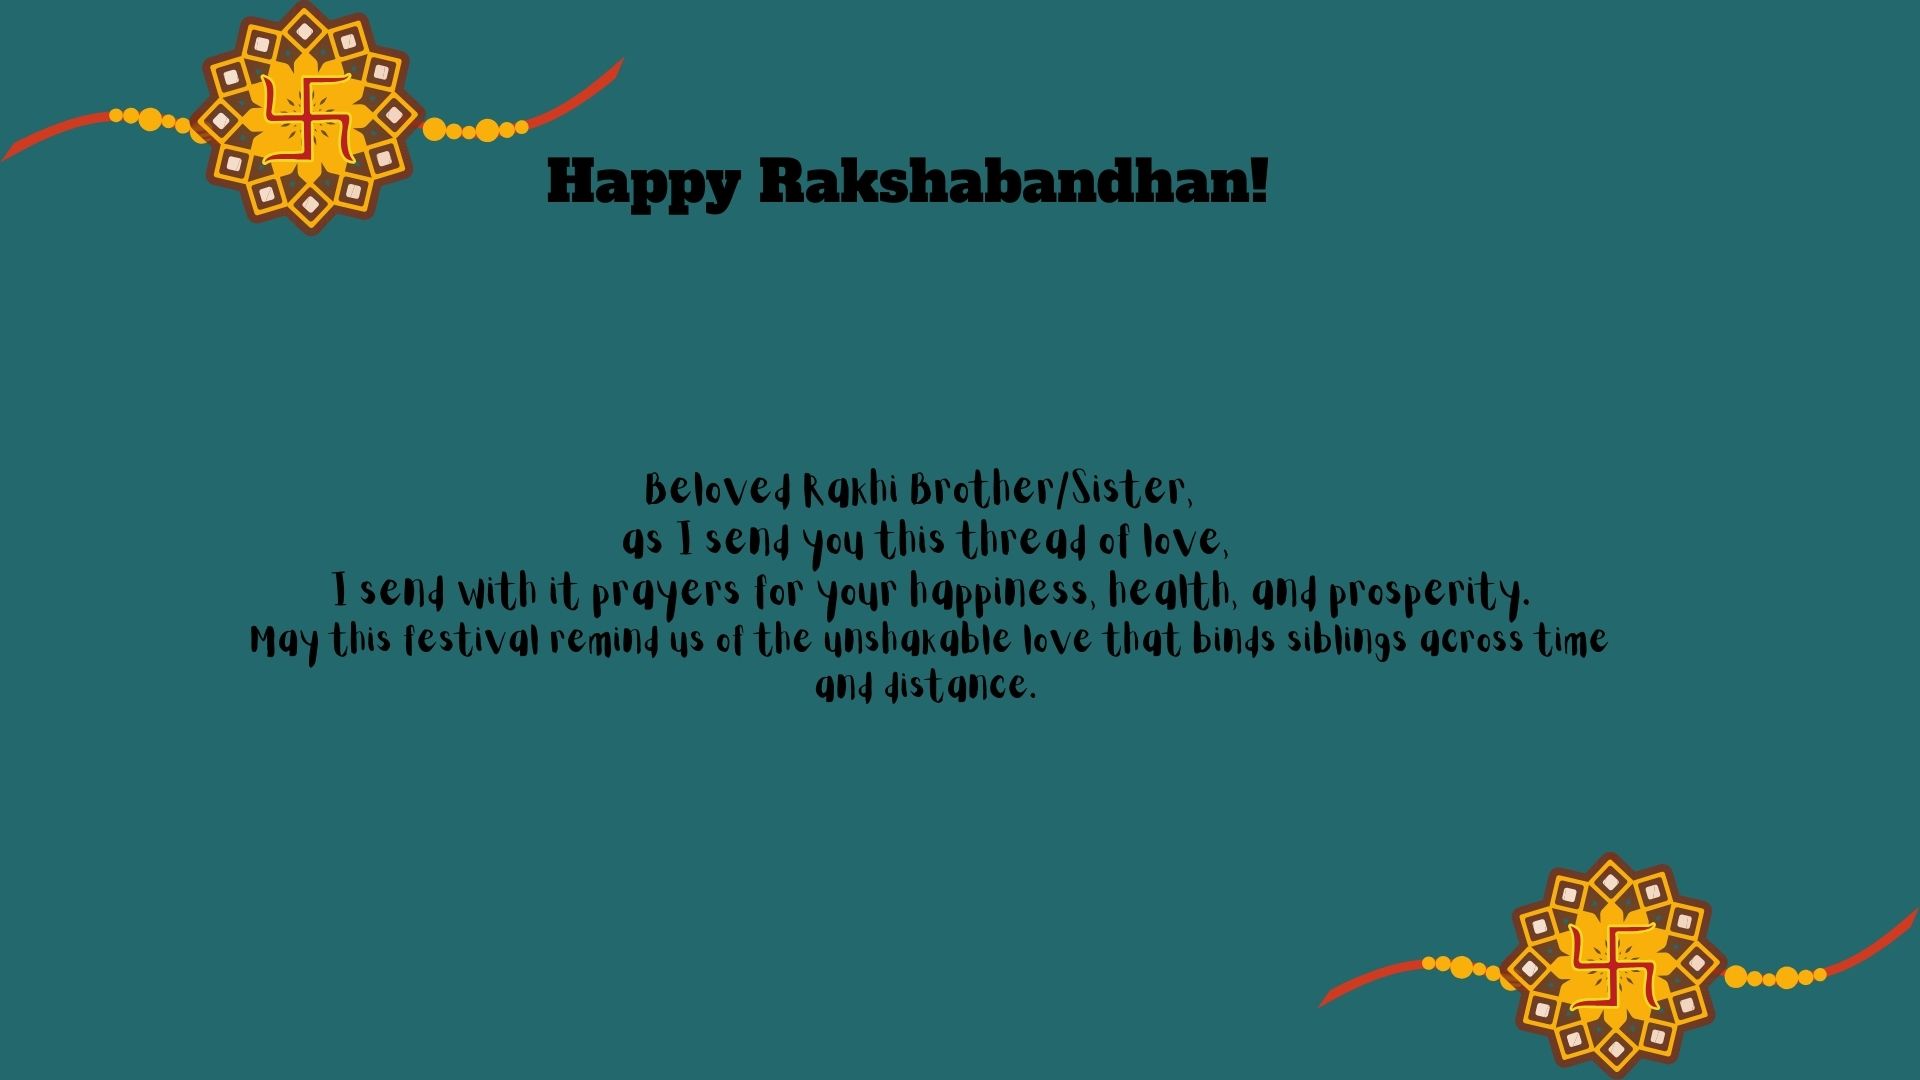 Happy Rakshabandhan!
Beloved Rakhi Brother/Sister,
as I send you this thread of love,
I send with it prayers for your happiness, health, and prosperity.
May this festival remind us of the unshakable love that binds siblings across time
and distance.